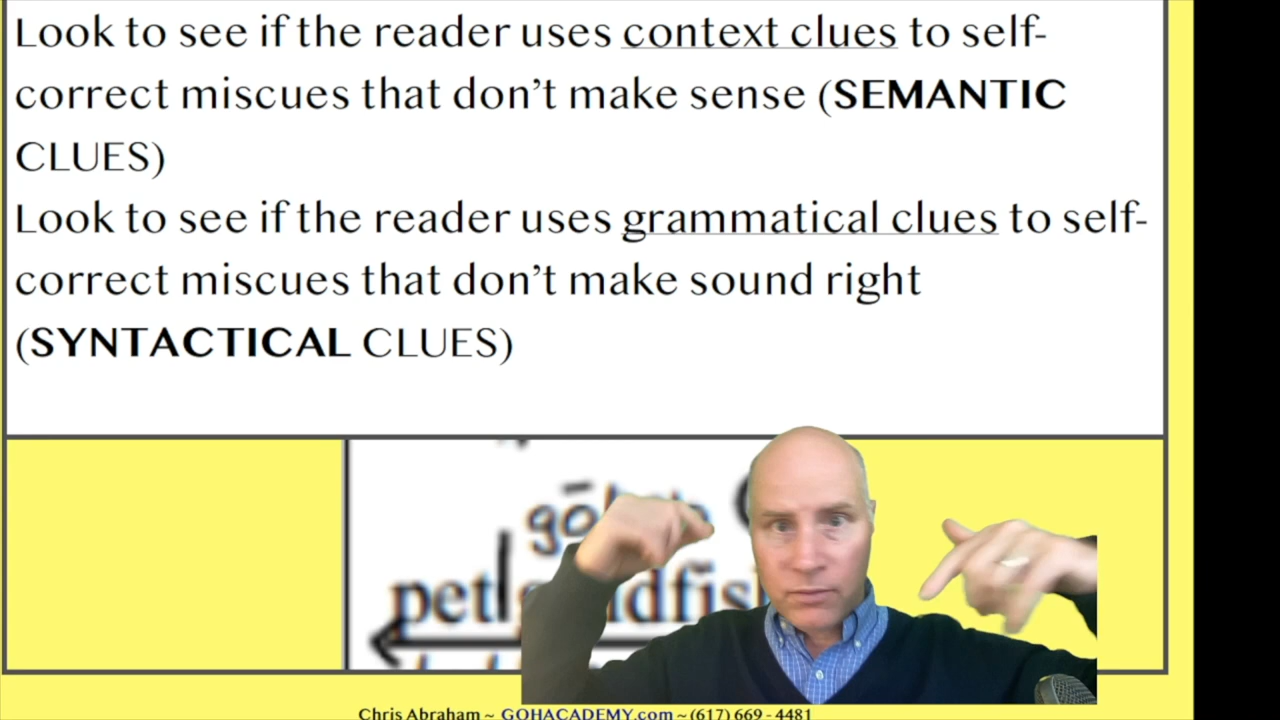 Look to see if the reader uses context clues to self-
correct miscues that don’t make sense (SEMANTIC
CLUES)
Look to see if the reader uses grammatical clues to self-
correct miscues that don’t make sound right
(SYNTACTICAL CLUES)
pet
Chris Abraham ~ GOHACADEMY.com ~ (617) 669 - 4481